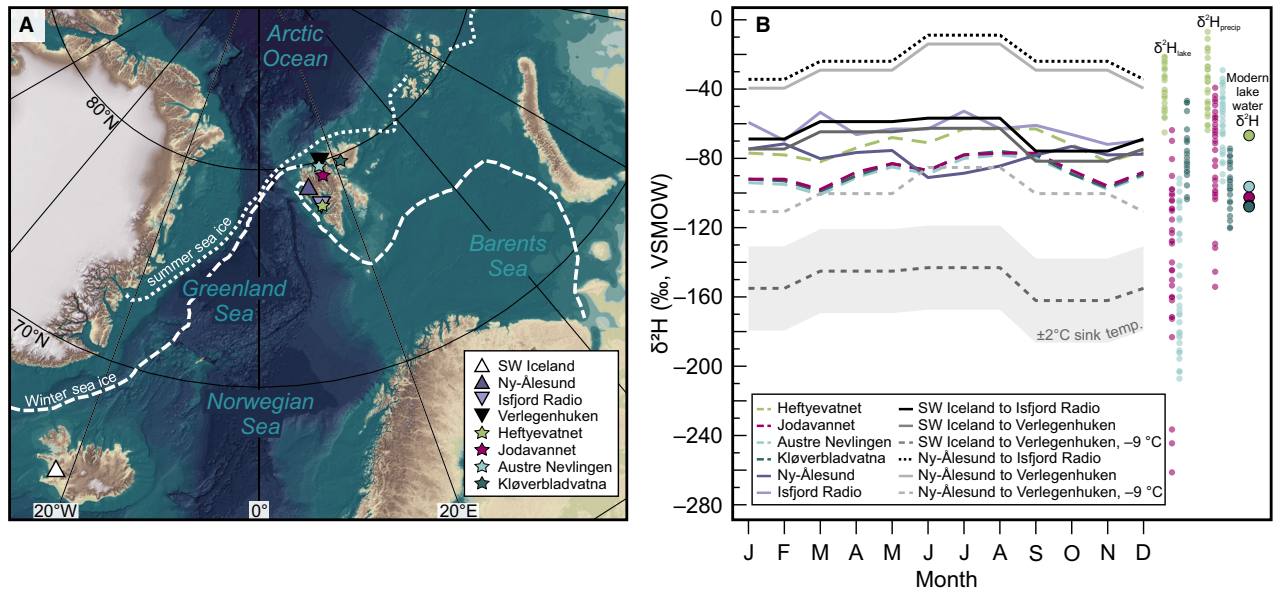 A
Arctic
Ocean
80°N
summer sea ice
Greenland
Sea
Barents
Sea
70°N
Winter sea ice
Norwegian
Sea
20°W
0°
20°E
SW Iceland
Ny-Ålesund
Isfjord Radio
Verlegenhuken
Heftyevatnet
Jodavannet
Austre Nevlingen
Kløverbladvatna
B
δ²H (‰, VSMOW)
0
−40
−80
−120
−160
−200
−240
−280
δ²Hlake
δ²Hprecip
Modern
lake
water
δ²H
±2°C sink temp.
Heftyevatnet
Jodavannet
Austre Nevlingen
Kløverbladvatna
Ny-Ålesund
Isfjord Radio
SW Iceland to Isfjord Radio
SW Iceland to Verlegenhuken
SW Iceland to Verlegenhuken, −9 °C
Ny-Ålesund to Isfjord Radio
Ny-Ålesund to Verlegenhuken
Ny-Ålesund to Verlegenhuken, −9 °C
J F M A M J J A S O N D
Month